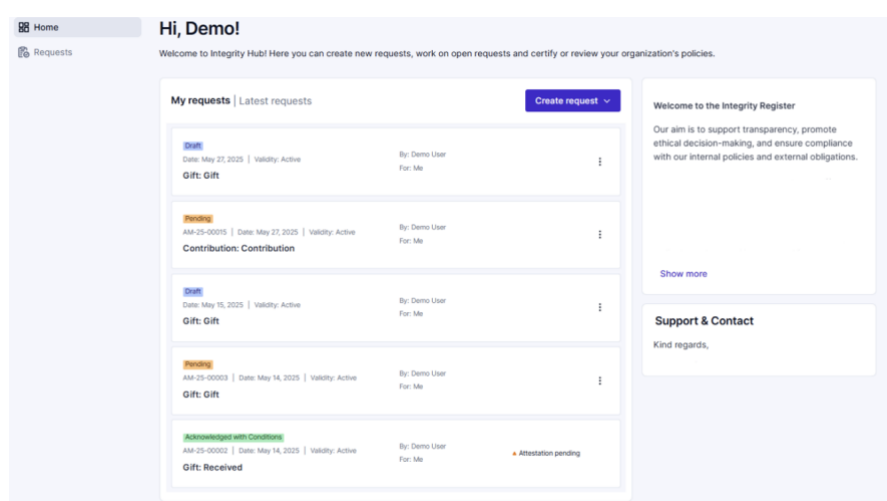 Home
Requests
Hi, Demo!
Welcome to Integrity Hub! Here you can create new requests, work on open requests and certify or review your organization's policies.
My requests | Latest requests
Create request
Draft
Date: May 27, 2025 | Validity: Active
Gift: Gift
By: Demo User
For: Me
Pending
AM-25-00015 | Date: May 27, 2025 | Validity: Active
Contribution: Contribution
By: Demo User
For: Me
Draft
Date: May 15, 2025 | Validity: Active
Gift: Gift
By: Demo User
For: Me
Pending
AM-25-00003 | Date: May 14, 2025 | Validity: Active
Gift: Gift
By: Demo User
For: Me
Acknowledged with Conditions
AM-25-00002 | Date: May 14, 2025 | Validity: Active
Gift: Received
By: Demo User
For: Me
Attestation pending
Welcome to the Integrity Register
Our aim is to support transparency, promote
ethical decision-making, and ensure compliance
with our internal policies and external obligations.
Show more
Support & Contact
Kind regards,